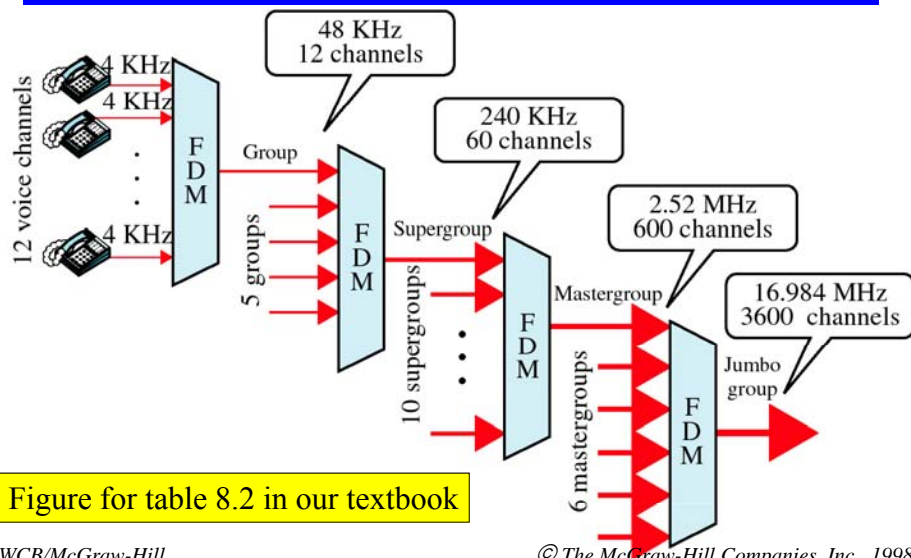 48 KHz
12 channels
4 KHz
4 KHz
4 KHz
12 voice channels
F
D
M
Group
240 KHz
60 channels
5 groups
F
D
M
Supergroup
2.52 MHz
600 channels
10 supergroups
F
D
M
Mastergroup
16.984 MHz
3600 channels
6 mastergroups
F
D
M
Jumbo
group
Figure for table 8.2 in our textbook
WCB/McGraw-Hill
© The McGraw-Hill Companies, Inc., 1998